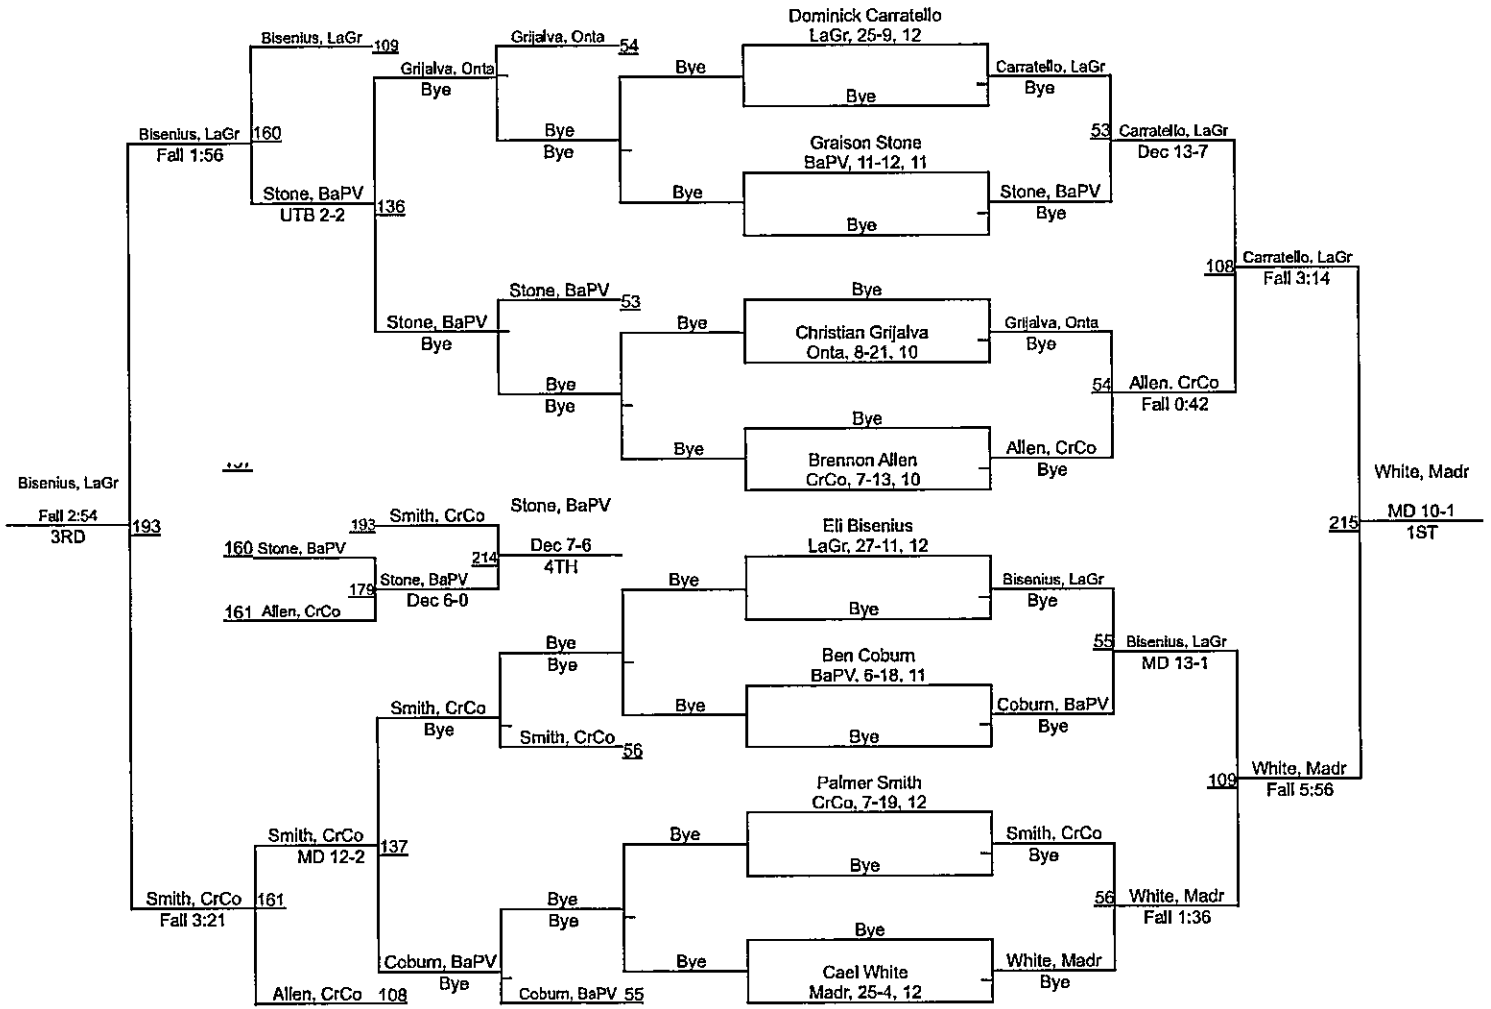 Dominick Carratello
LaGr, 25-9, 12
Bisenius, LaGr 109
Grijalva, Onta 54
Grijalva, Onta
Bye
Bye
Bye
Carratello, LaGr
Bye
Bisenius, LaGr 160
Fall 1:56
Bye
Bye
Graison Stone
BaPV, 11-12, 11
53 Carratello, LaGr
Dec 13-7
Stone, BaPV
UTB 2-2
136
Bye
Bye
Stone, BaPV
Bye
108 Carratello, LaGr
Fall 3:14
Stone, BaPV 53
Bye
Stone, BaPV
Bye
Bye
Christian Grijalva
Onta, 8-21, 10
Grijalva, Onta
Bye
Bye
Bye
54 Allen, CrCo
Fall 0:42
Bye
Bye
Brennon Allen
CrCo, 7-13, 10
Allen, CrCo
Bye
Bisenius, LaGr
Fall 2:54
3RD
193
White, Madr
215 MD 10-1
1ST
193 Smith, CrCo
Stone, BaPV
160 Stone, BaPV
214 Dec 7-6
4TH
179 Stone, BaPV
Dec 6-0
161 Allen, CrCo
Eli Bisenius
LaGr, 27-11, 12
Bye
Bye
Bisenius, LaGr
Bye
Bye
Bye
Ben Coburn
BaPV, 6-18, 11
55 Bisenius, LaGr
MD 13-1
Smith, CrCo
Bye
Smith, CrCo 56
Bye
Bye
Coburn, BaPV
Bye
109 White, Madr
Fall 5:56
Palmer Smith
CrCo, 7-19, 12
Smith, CrCo
MD 12-2
137
Bye
Bye
Smith, CrCo
Bye
Smith, CrCo 161
Fall 3:21
Bye
Bye
56 White, Madr
Fall 1:36
Bye
Coburn, BaPV
Bye
Bye
Cael White
Madr, 25-4, 12
White, Madr
Bye
Allen, CrCo 108
Coburn, BaPV 55